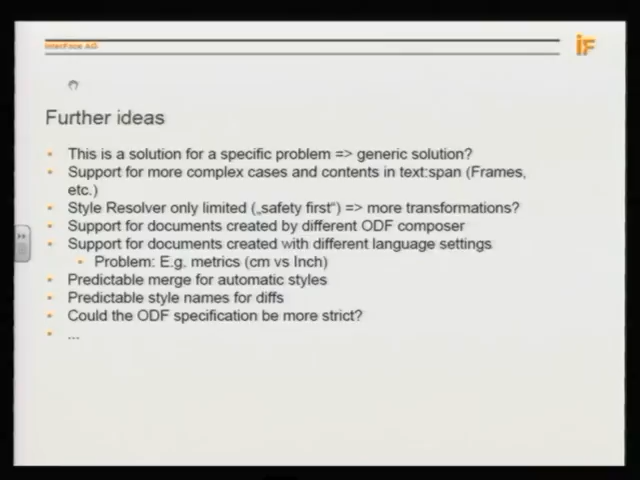 InterFace AG
iF
Further ideas
• This is a solution for a specific problem => generic solution?
• Support for more complex cases and contents in text:span (Frames,
etc.)
• Style Resolver only limited („safety first“) => more transformations?
• Support for documents created by different ODF composer
• Support for documents created with different language settings
• Problem: E.g. metrics (cm vs Inch)
• Predictable merge for automatic styles
• Predictable style names for diffs
• Could the ODF specification be more strict?
• ...